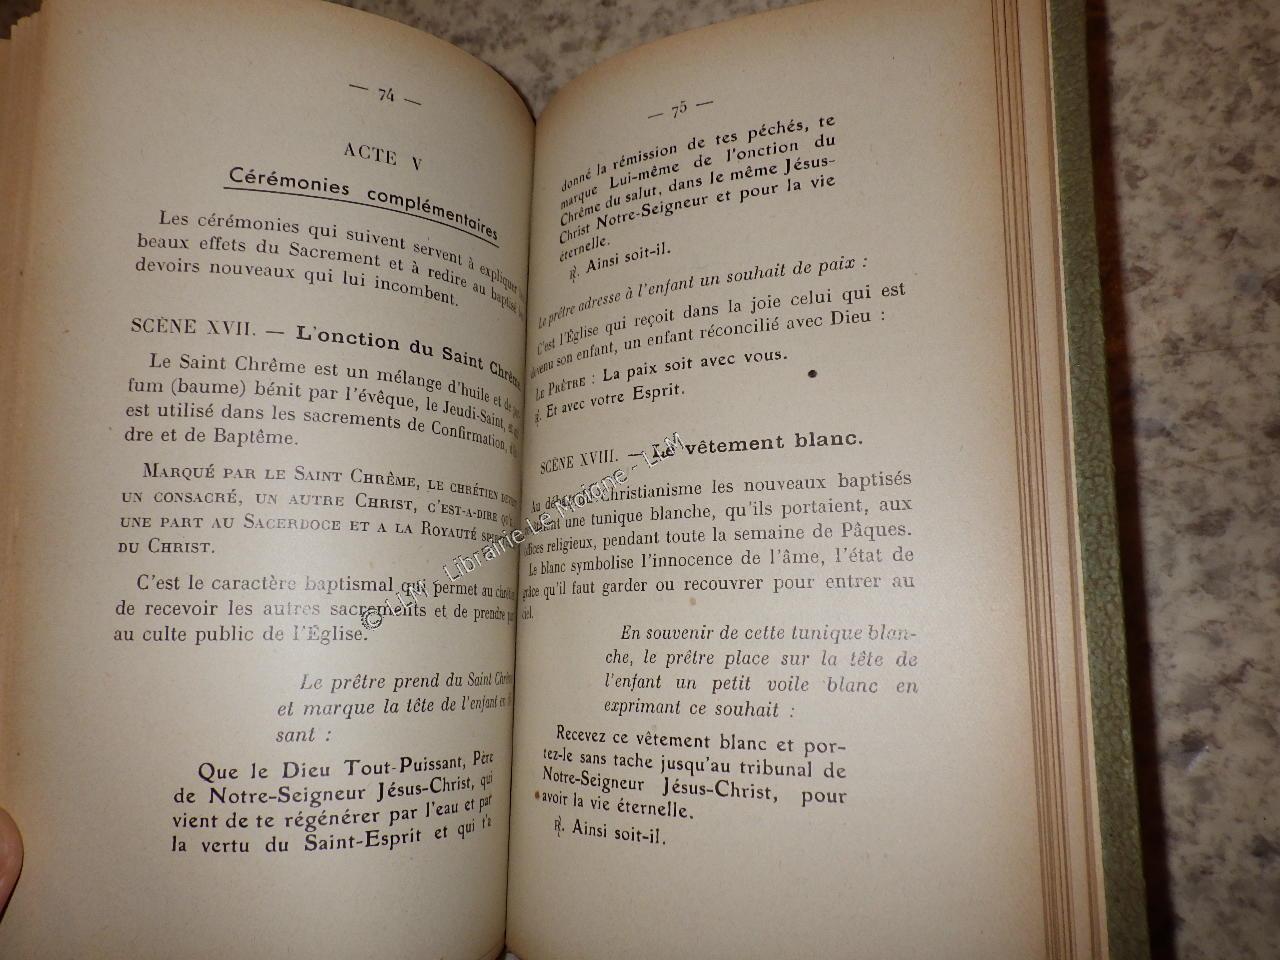 — 74 —
ACTE V
Cérémonies complémentaires
Les cérémonies qui suivent servent à expliquer
beaux effets du Sacrement et à redire au baptisé
devoirs nouveaux qui lui incombent.
SCÈNE XVII. — L'onction du Saint Chrême
Le Saint Chrême est un mélange d'huile et de
fum (baume) bénit par l'évêque, le Jeudi-Saint,
est utilisé dans les sacrements de Confirmation,
dre et de Baptême.
MARQUÉ PAR LE SAINT CHRÊME, LE CHRÉTIEN
UN CONSACRÉ, UN AUTRE CHRIST, C'EST-A-DIRE
UNE PART AU SACERDOCE ET A LA ROYAUTÉ
DU CHRIST.
C'est le caractère baptismal qui permet au
de recevoir les autres sacrements et de prendre
au culte public de l'Église.
Le prêtre prend du Saint
et marque la tête de l'enfant en
sant :
Que le Dieu Tout-Puissant, Père
de Notre-Seigneur Jésus-Christ, qui
vient de te régénérer par l'eau et par
la vertu du Saint-Esprit et qui t'a
— 75 —
donné la rémission de tes péchés, te
marque Lui-même de l'onction du
Chrême du salut, dans le même Jésus-
Christ Notre-Seigneur et pour la vie
éternelle.
℟. Ainsi soit-il.
Le prêtre adresse à l'enfant un souhait de paix :
C'est l'Église qui reçoit dans la joie celui qui est
devenu son enfant, un enfant réconcilié avec Dieu :
LE PRÊTRE : La paix soit avec vous.
℟. Et avec votre Esprit.
SCÈNE XVIII. — Le vêtement blanc.
Au début du Christianisme les nouveaux baptisés
une tunique blanche, qu'ils portaient, aux
religieux, pendant toute la semaine de Pâques.
Le blanc symbolise l'innocence de l'âme, l'état de
grâce qu'il faut garder ou recouvrer pour entrer au
ciel.
En souvenir de cette tunique blan-
che, le prêtre place sur la tête de
l'enfant un petit voile blanc en
exprimant ce souhait :
Recevez ce vêtement blanc et por-
tez-le sans tache jusqu'au tribunal de
Notre-Seigneur Jésus-Christ, pour
avoir la vie éternelle.
℟. Ainsi soit-il.
© LLM - Librairie Le Moigne - LLM